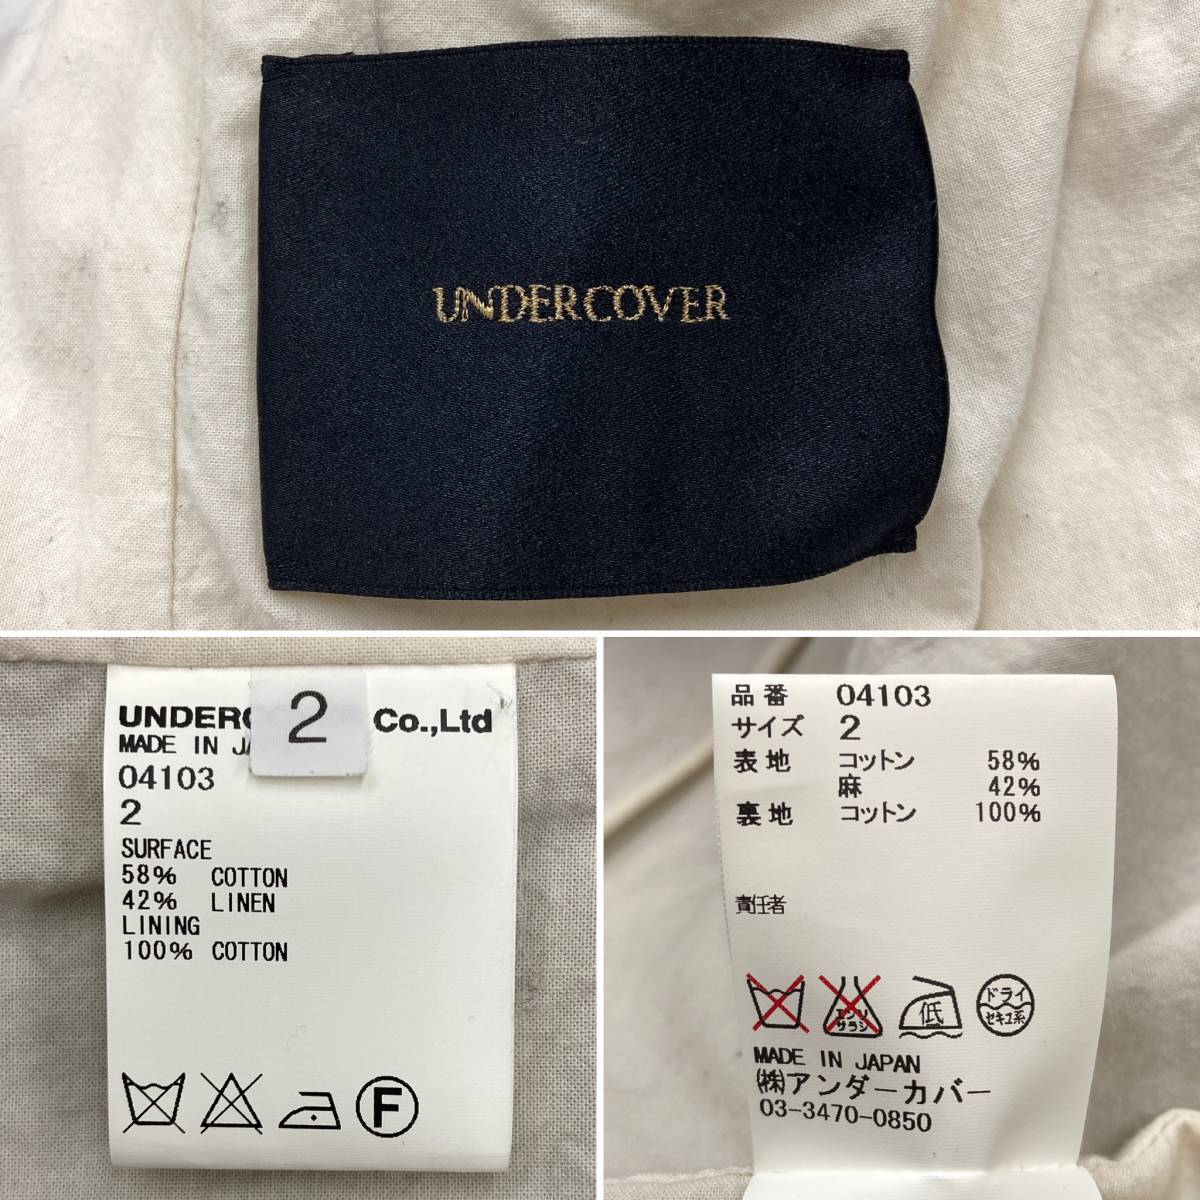 UNDERCOVER
2
Co.,Ltd
MADE IN
04103
2
SURFACE
58% COTTON
42% LINEN
LINING
100% COTTON
F
品番 04103
サイズ 2
表地 コットン 58%
麻 42%
裏地 コットン 100%
責任者
エンソ
サラシ
低
ドライ
セキユ系
MADE IN JAPAN
㈱アンダーカバー
03-3470-0850